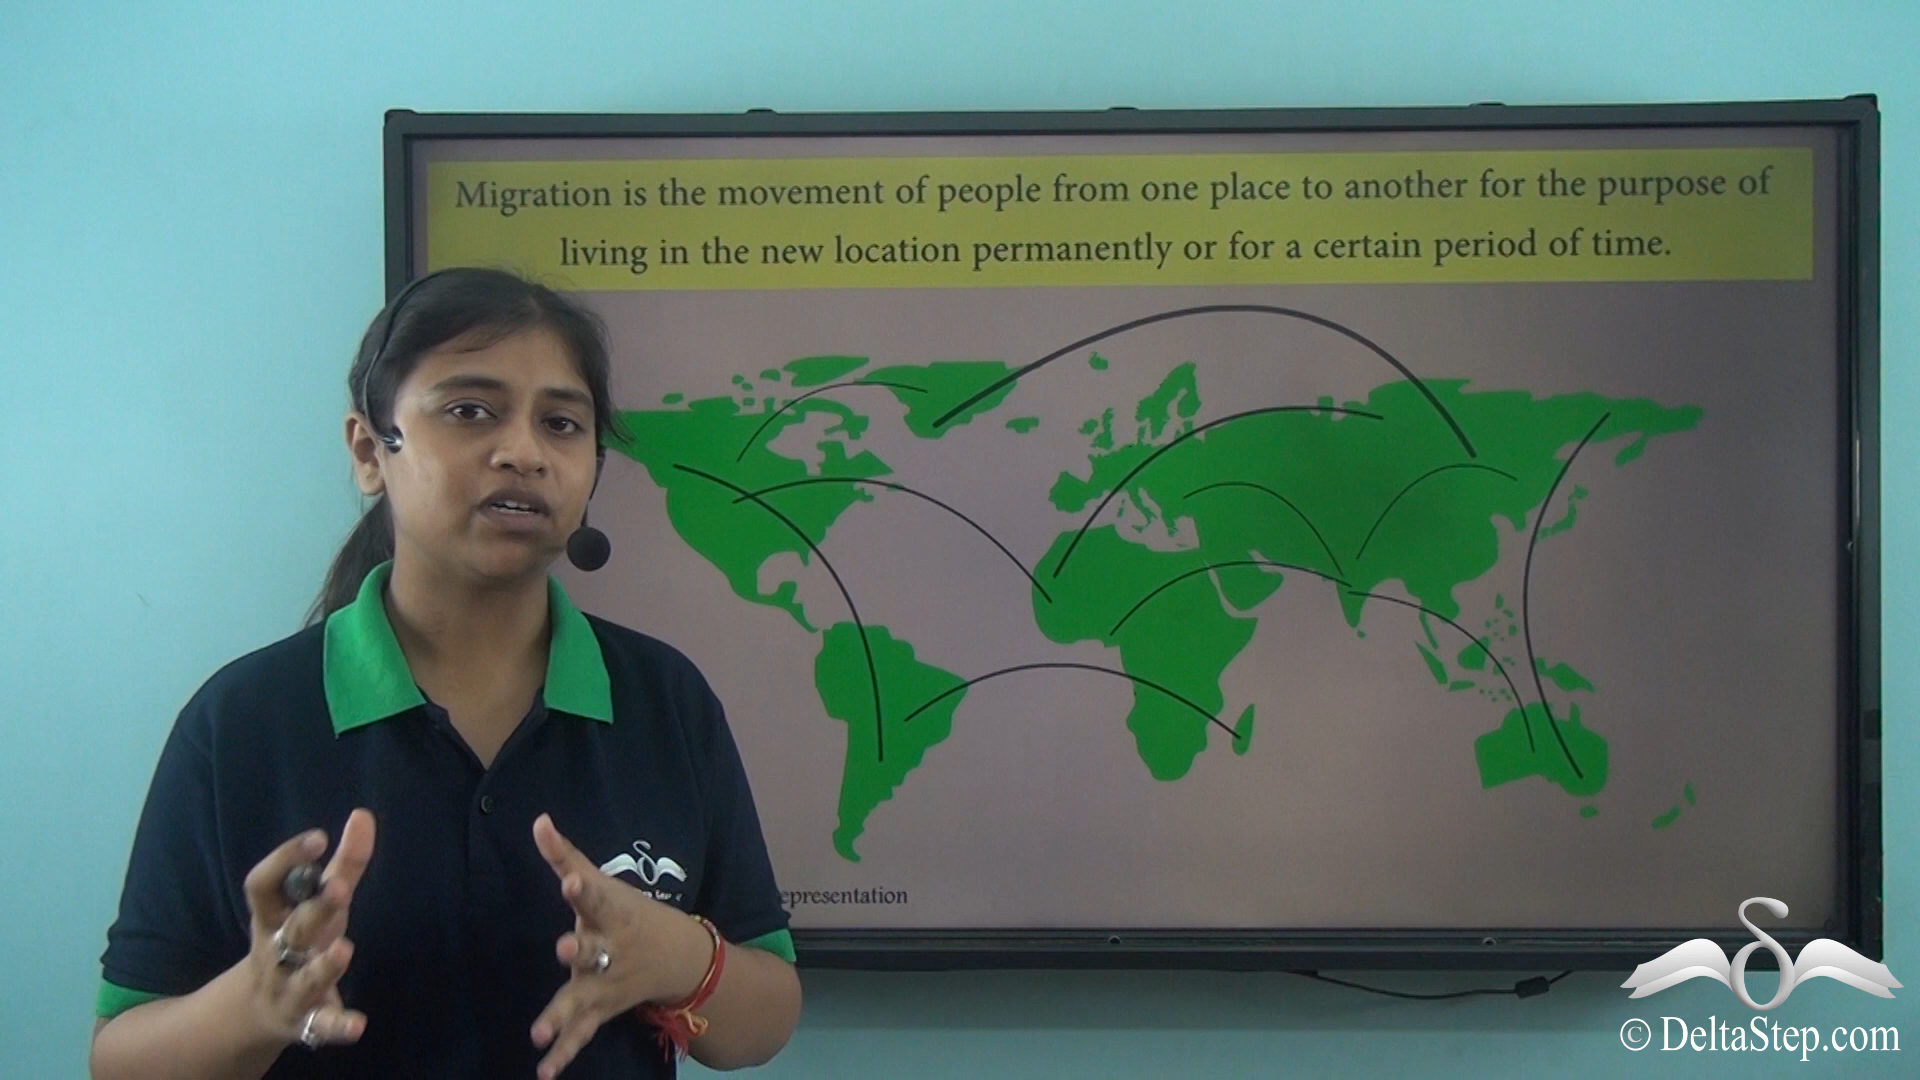 Migration is the movement of people from one place to another for the purpose of
living in the new location permanently or for a certain period of time.
© DeltaStep.com